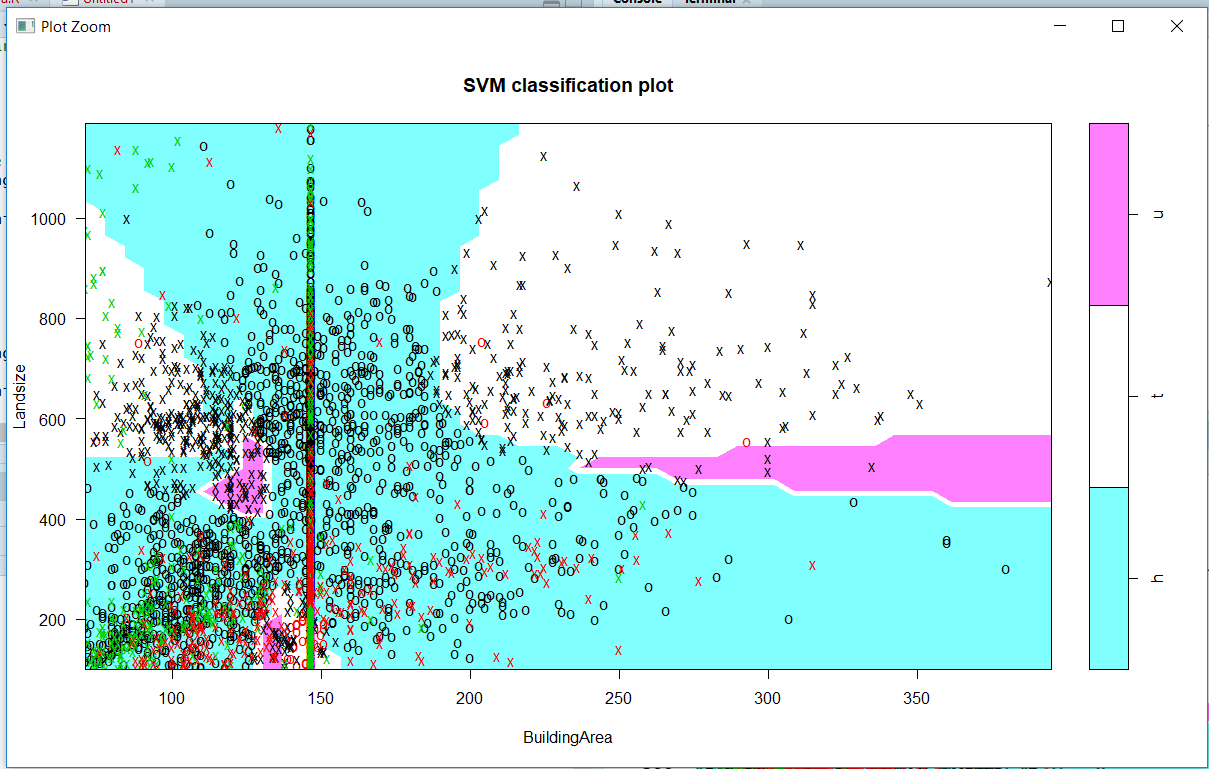 Untitled1
Console Terminal
Plot Zoom
SVM classification plot
Landsize
1000
800
600
400
200
100 150 200 250 300 350
BuildingArea
u
t
h